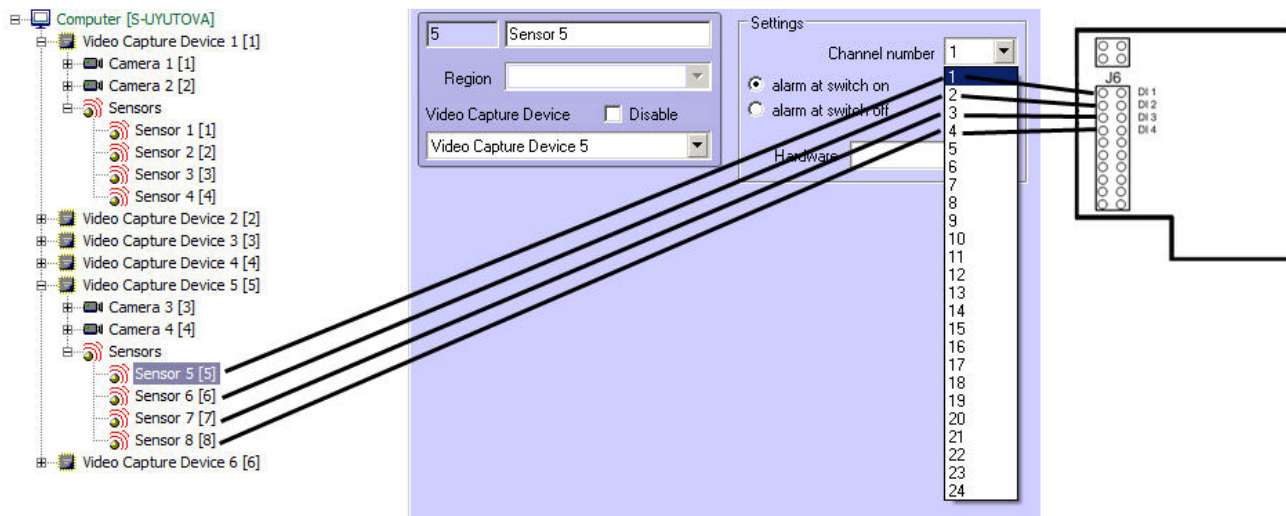 Computer [S-UYUTOVA]
Video Capture Device 1 [1]
Camera 1 [1]
Camera 2 [2]
Sensors
Sensor 1 [1]
Sensor 2 [2]
Sensor 3 [3]
Sensor 4 [4]
Video Capture Device 2 [2]
Video Capture Device 3 [3]
Video Capture Device 4 [4]
Video Capture Device 5 [5]
Camera 3 [3]
Camera 4 [4]
Sensors
Sensor 5 [5]
Sensor 6 [6]
Sensor 7 [7]
Sensor 8 [8]
Video Capture Device 6 [6]
5 Sensor 5
Region
Video Capture Device Disable
Video Capture Device 5
Settings
Channel number 1
alarm at switch on
alarm at switch off
Hardware
1
2
3
4
5
6
7
8
9
10
11
12
13
14
15
16
17
18
19
20
21
22
23
24
J6
DI 1
DI 2
DI 3
DI 4